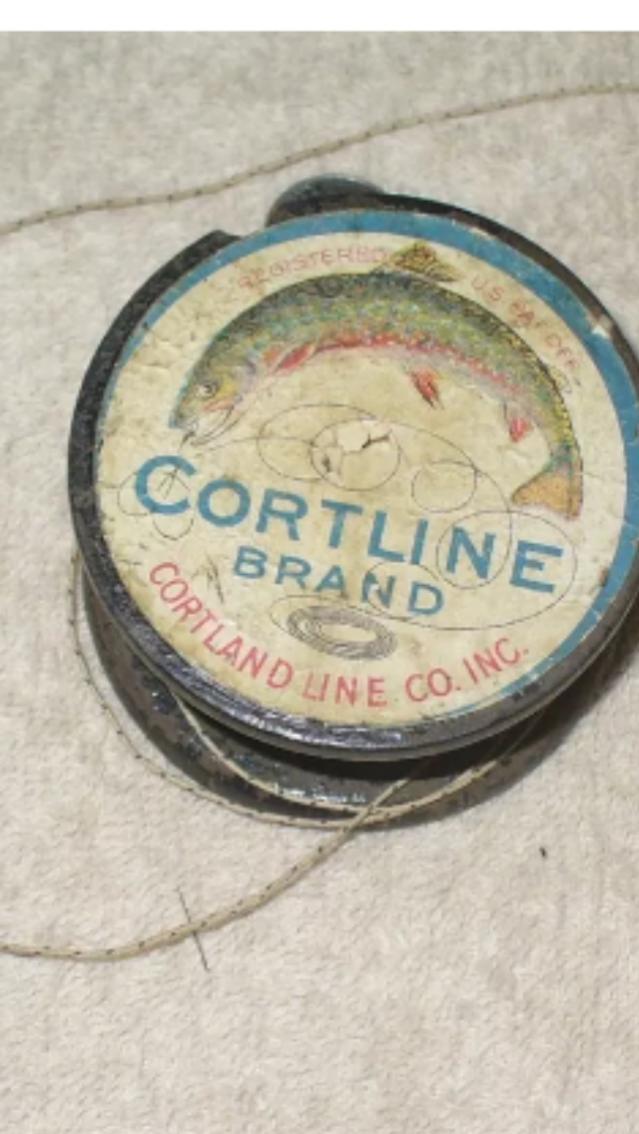 REGISTERED U.S. PAT. OFF.
CORTLINE
BRAND
CORTLAND LINE CO. INC.